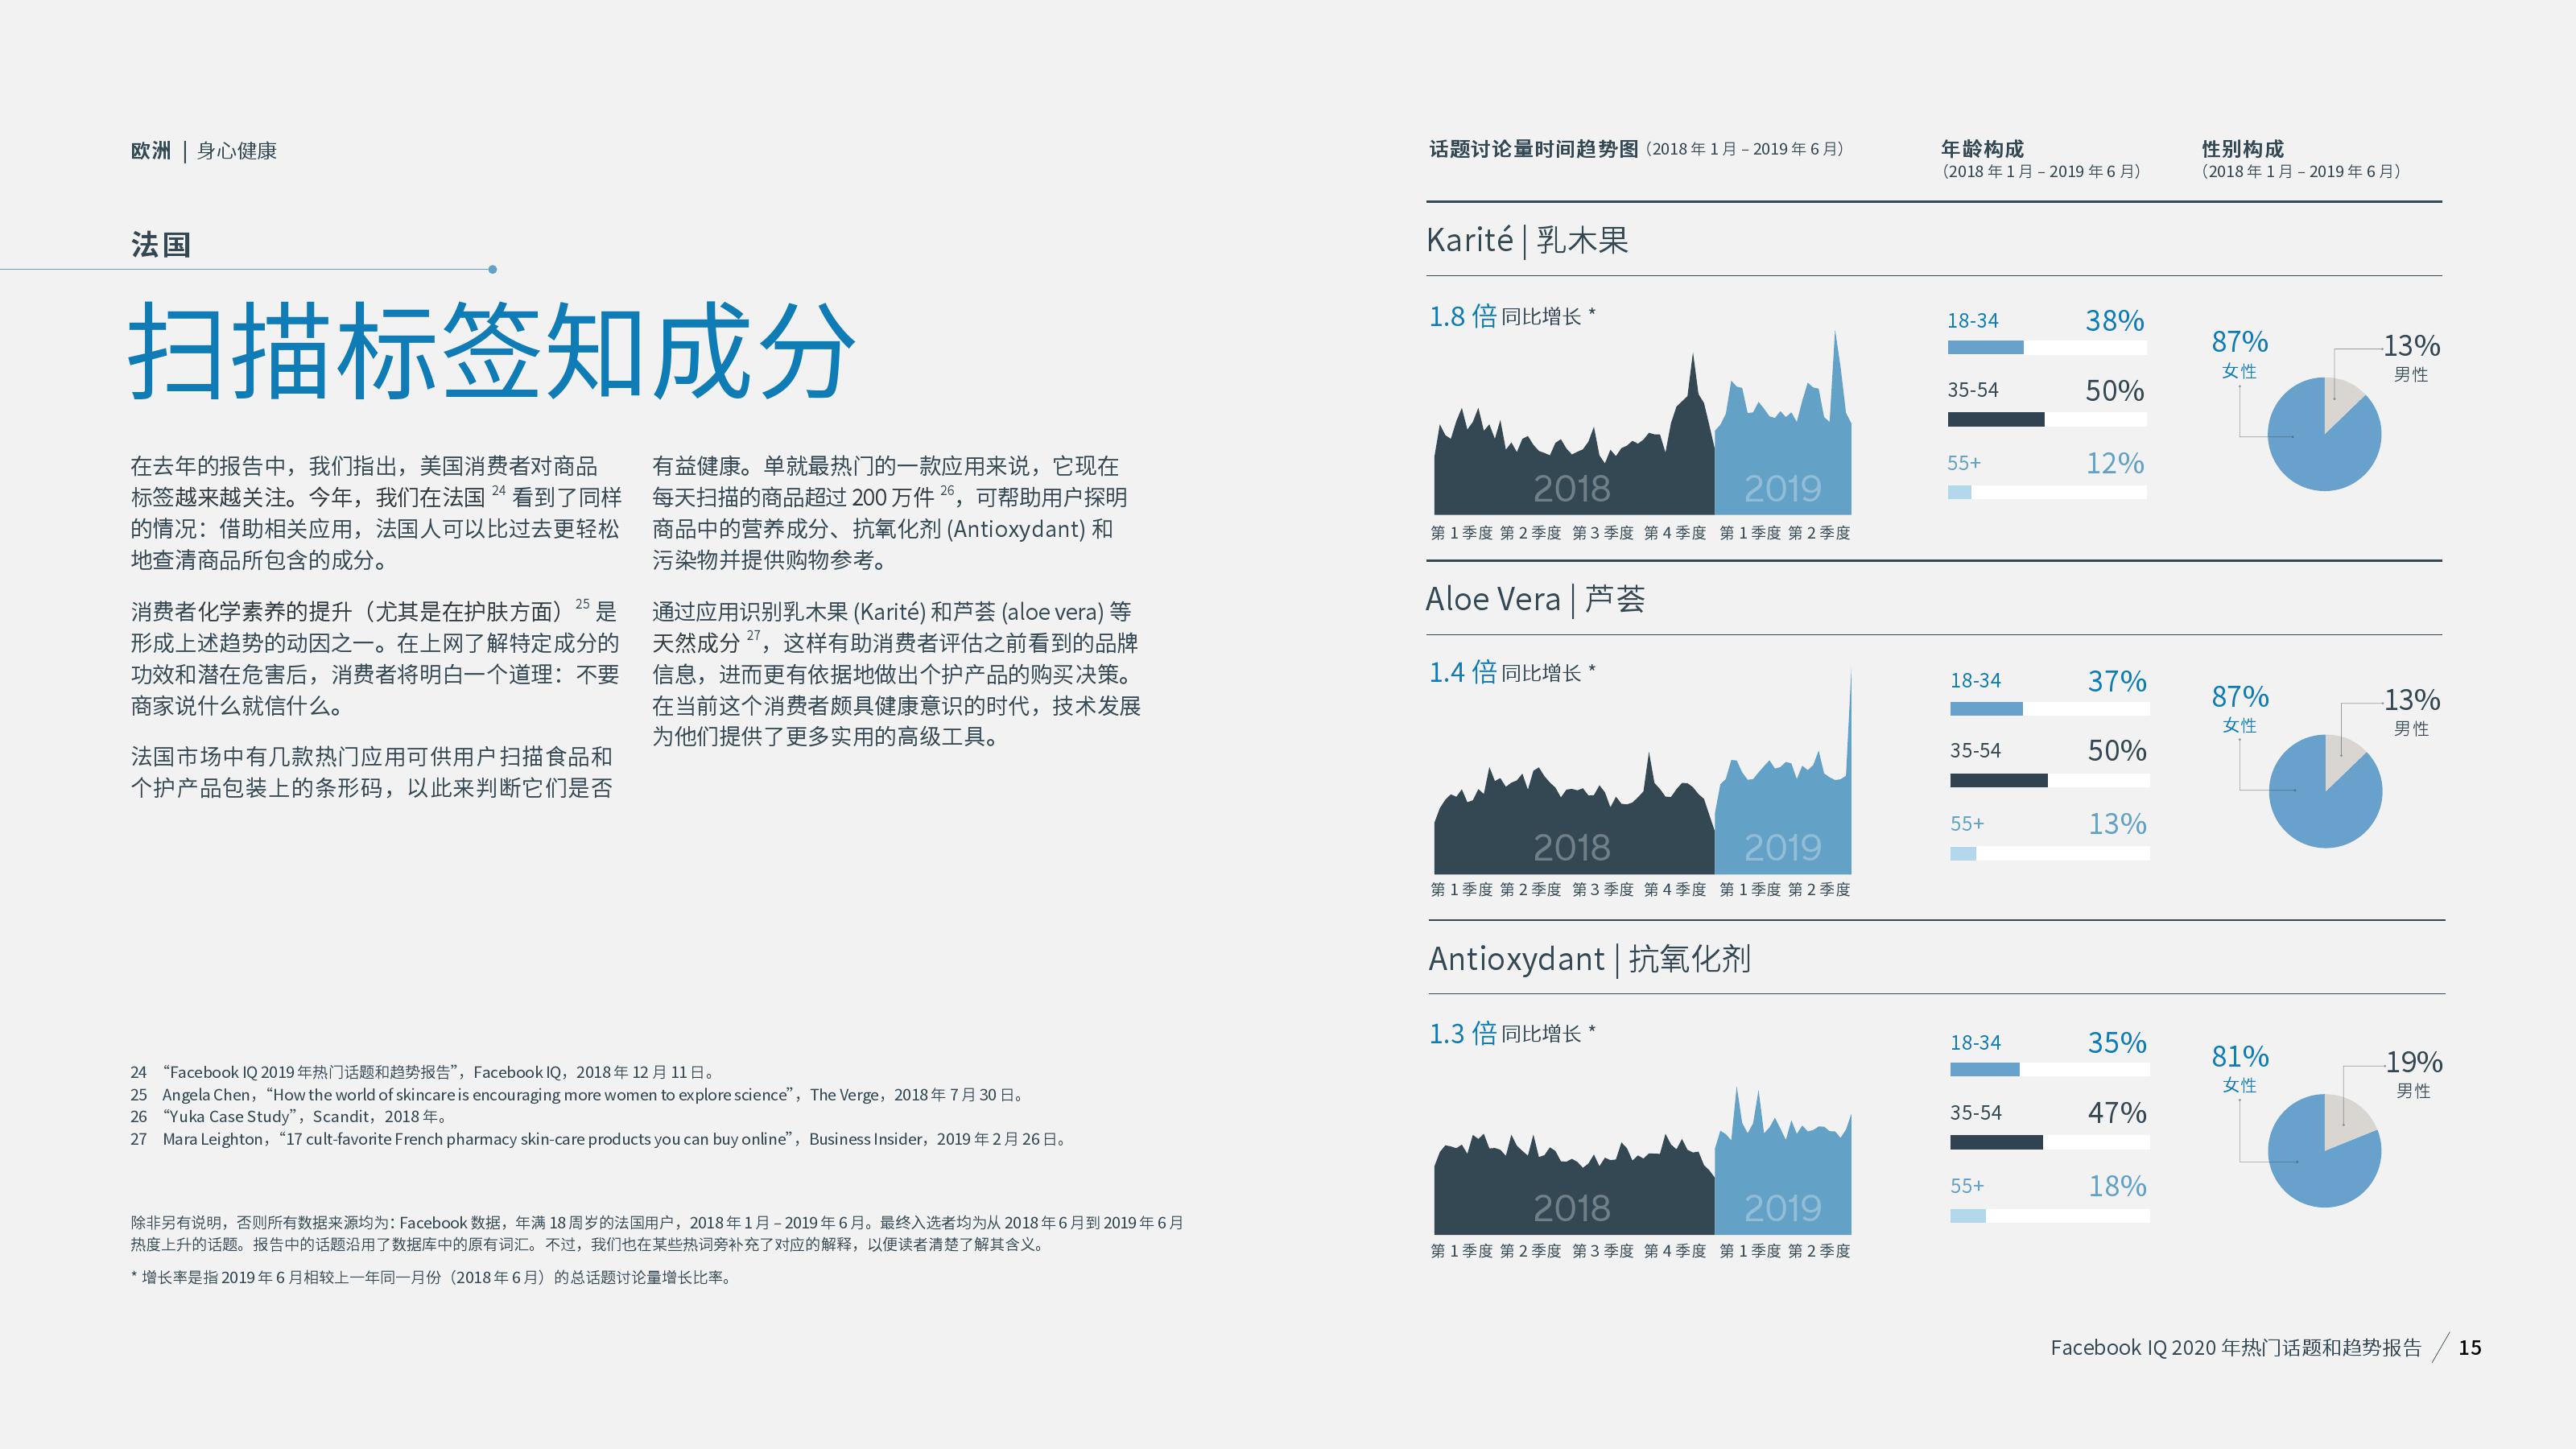 欧洲 | 身心健康
法国
扫描标签知成分
在去年的报告中，我们指出，美国消费者对商品
标签越来越关注。今年，我们在法国 24 看到了同样
的情况：借助相关应用，法国人可以比过去更轻松
地查清商品所包含的成分。
消费者化学素养的提升（尤其是在护肤方面）25 是
形成上述趋势的动因之一。在上网了解特定成分的
功效和潜在危害后，消费者将明白一个道理：不要
商家说什么就信什么。
法国市场中有几款热门应用可供用户扫描食品和
个护产品包装上的条形码，以此来判断它们是否
有益健康。单就最热门的一款应用来说，它现在
每天扫描的商品超过 200 万件 26，可帮助用户探明
商品中的营养成分、抗氧化剂 (Antioxydant) 和
污染物并提供购物参考。
通过应用识别乳木果 (Karité) 和芦荟 (aloe vera) 等
天然成分 27，这样有助消费者评估之前看到的品牌
信息，进而更有依据地做出个护产品的购买决策。
在当前这个消费者颇具健康意识的时代，技术发展
为他们提供了更多实用的高级工具。
24 “Facebook IQ 2019 年热门话题和趋势报告”，Facebook IQ，2018 年 12 月 11 日。
25 Angela Chen，“How the world of skincare is encouraging more women to explore science”，The Verge，2018 年 7 月 30 日。
26 “Yuka Case Study”，Scandit，2018 年。
27 Mara Leighton，“17 cult-favorite French pharmacy skin-care products you can buy online”，Business Insider，2019 年 2 月 26 日。
除非另有说明，否则所有数据来源均为：Facebook 数据，年满 18 周岁的法国用户，2018 年 1 月 – 2019 年 6 月。最终入选者均为从 2018 年 6 月到 2019 年 6 月
热度上升的话题。报告中的话题沿用了数据库中的原有词汇。不过，我们也在某些热词旁补充了对应的解释，以便读者清楚了解其含义。
* 增长率是指 2019 年 6 月相较上一年同一月份（2018 年 6 月）的总话题讨论量增长比率。
话题讨论量时间趋势图（2018 年 1 月 – 2019 年 6 月）
年龄构成
（2018 年 1 月 – 2019 年 6 月）
性别构成
（2018 年 1 月 – 2019 年 6 月）
Karité | 乳木果
1.8 倍 同比增长 *
2018 2019
第 1 季度 第 2 季度 第 3 季度 第 4 季度 第 1 季度 第 2 季度
18-34 38%
35-54 50%
55+ 12%
87%
女性
13%
男性
Aloe Vera | 芦荟
1.4 倍 同比增长 *
2018 2019
第 1 季度 第 2 季度 第 3 季度 第 4 季度 第 1 季度 第 2 季度
18-34 37%
35-54 50%
55+ 13%
87%
女性
13%
男性
Antioxydant | 抗氧化剂
1.3 倍 同比增长 *
2018 2019
第 1 季度 第 2 季度 第 3 季度 第 4 季度 第 1 季度 第 2 季度
18-34 35%
35-54 47%
55+ 18%
81%
女性
19%
男性
Facebook IQ 2020 年热门话题和趋势报告 / 15